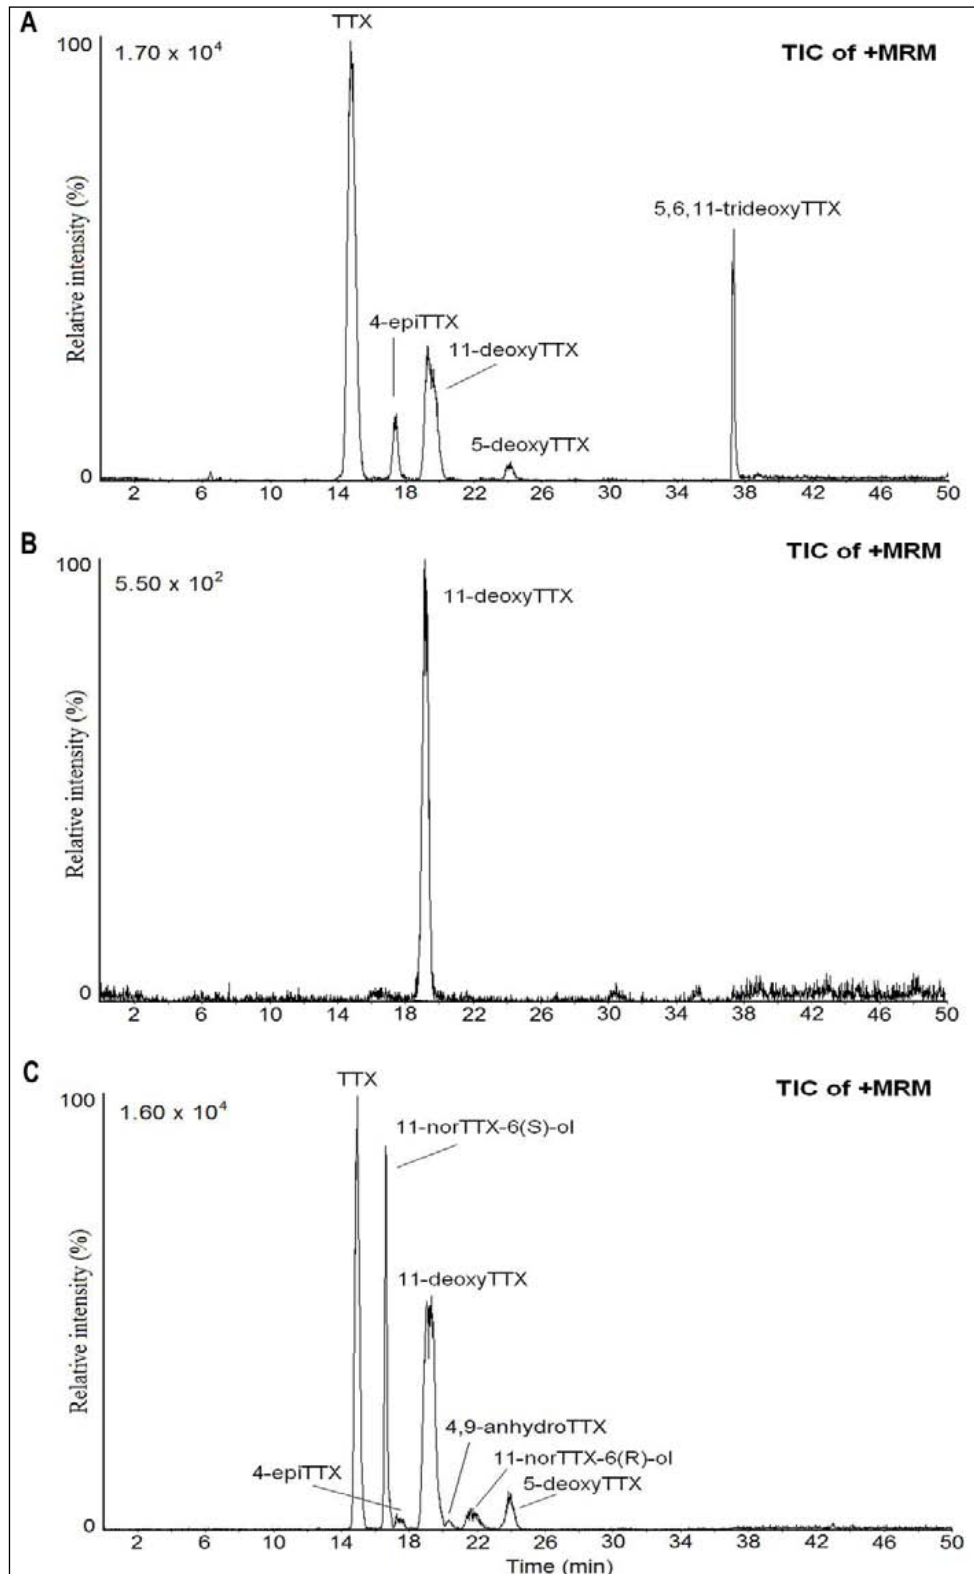 A
TTX
100
1.70 x 10⁴
TIC of +MRM
5,6,11-trideoxyTTX
4-epiTTX
11-deoxyTTX
5-deoxyTTX
Relative intensity (%)
0
2 6 10 14 18 22 26 30 34 38 42 46 50
B
TIC of +MRM
100
5.50 x 10²
11-deoxyTTX
Relative intensity (%)
0
2 6 10 14 18 22 26 30 34 38 42 46 50
C
TTX
TIC of +MRM
100
1.60 x 10⁴
11-norTTX-6(S)-ol
11-deoxyTTX
Relative intensity (%)
4,9-anhydroTTX
11-norTTX-6(R)-ol
4-epiTTX
5-deoxyTTX
0
2 6 10 14 18 22 26 30 34 38 42 46 50
Time (min)